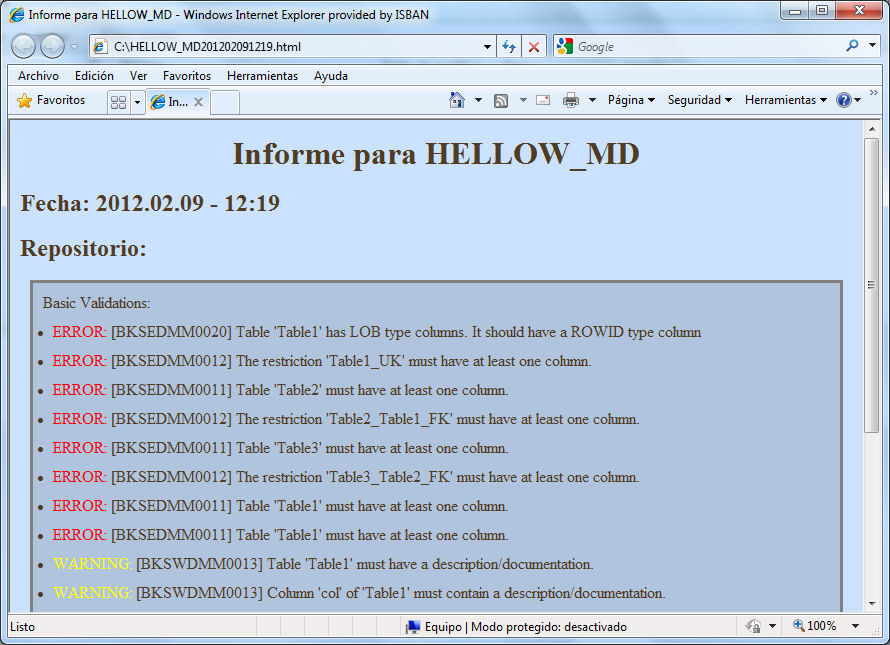 Informe para HELLOW_MD - Windows Internet Explorer provided by ISBAN
C:\HELLOW_MD201202091219.html
Google
Archivo Edición Ver Favoritos Herramientas Ayuda
Favoritos In... Página Seguridad Herramientas
Informe para HELLOW_MD
Fecha: 2012.02.09 - 12:19
Repositorio:
Basic Validations:
ERROR: [BKSEDMM0020] Table 'Table1' has LOB type columns. It should have a ROWID type column
ERROR: [BKSEDMM0012] The restriction 'Table1_UK' must have at least one column.
ERROR: [BKSEDMM0011] Table 'Table2' must have at least one column.
ERROR: [BKSEDMM0012] The restriction 'Table2_Table1_FK' must have at least one column.
ERROR: [BKSEDMM0011] Table 'Table3' must have at least one column.
ERROR: [BKSEDMM0012] The restriction 'Table3_Table2_FK' must have at least one column.
ERROR: [BKSEDMM0011] Table 'Table1' must have at least one column.
ERROR: [BKSEDMM0011] Table 'Table1' must have at least one column.
WARNING: [BKSWDMM0013] Table 'Table1' must have a description/documentation.
WARNING: [BKSWDMM0013] Column 'col' of 'Table1' must contain a description/documentation.
Listo Equipo | Modo protegido: desactivado 100%